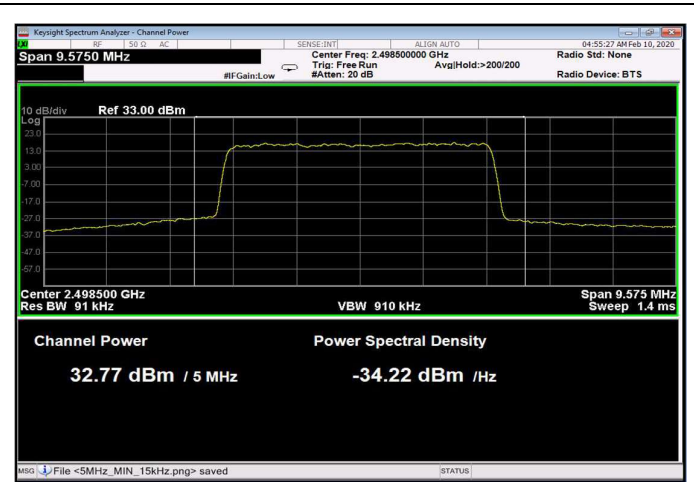 Keysight Spectrum Analyzer - Channel Power
LXI RF 50 Ω AC SENSE:INT ALIGN AUTO 04:55:27 AM Feb 10, 2020
Span 9.5750 MHz Center Freq: 2.498500000 GHz Radio Std: None
Trig: Free Run Avg|Hold:>200/200
#IFGain:Low #Atten: 20 dB Radio Device: BTS
10 dB/div Ref 33.00 dBm
Log
23.0
13.0
3.00
-7.00
-17.0
-27.0
-37.0
-47.0
-57.0
Center 2.498500 GHz Span 9.575 MHz
Res BW 91 kHz VBW 910 kHz Sweep 1.4 ms
Channel Power Power Spectral Density
32.77 dBm / 5 MHz -34.22 dBm /Hz
MSG File <5MHz_MIN_15kHz.png> saved STATUS